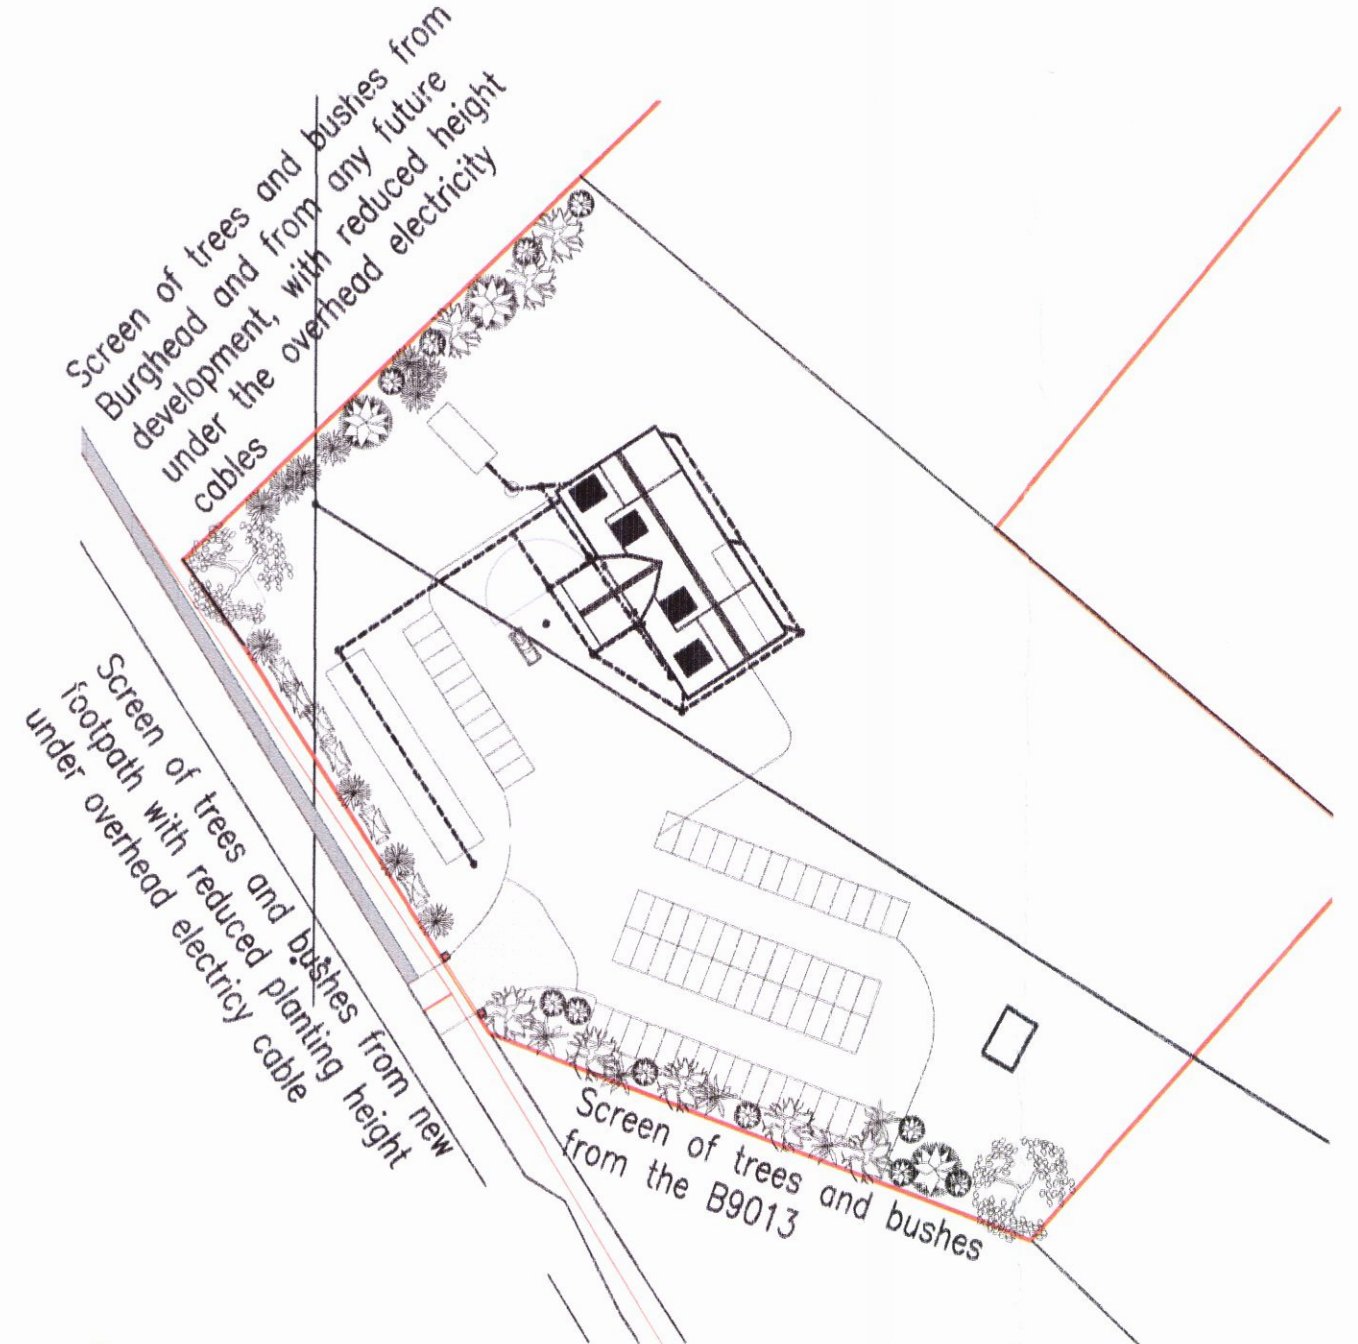 Screen of trees and bushes from
Burghead and from any future
development, with reduced height
under the overhead electricity
cables
Screen of trees and bushes from new
footpath with reduced planting height
under overhead electricy cable
Screen of trees and bushes
from the B9013